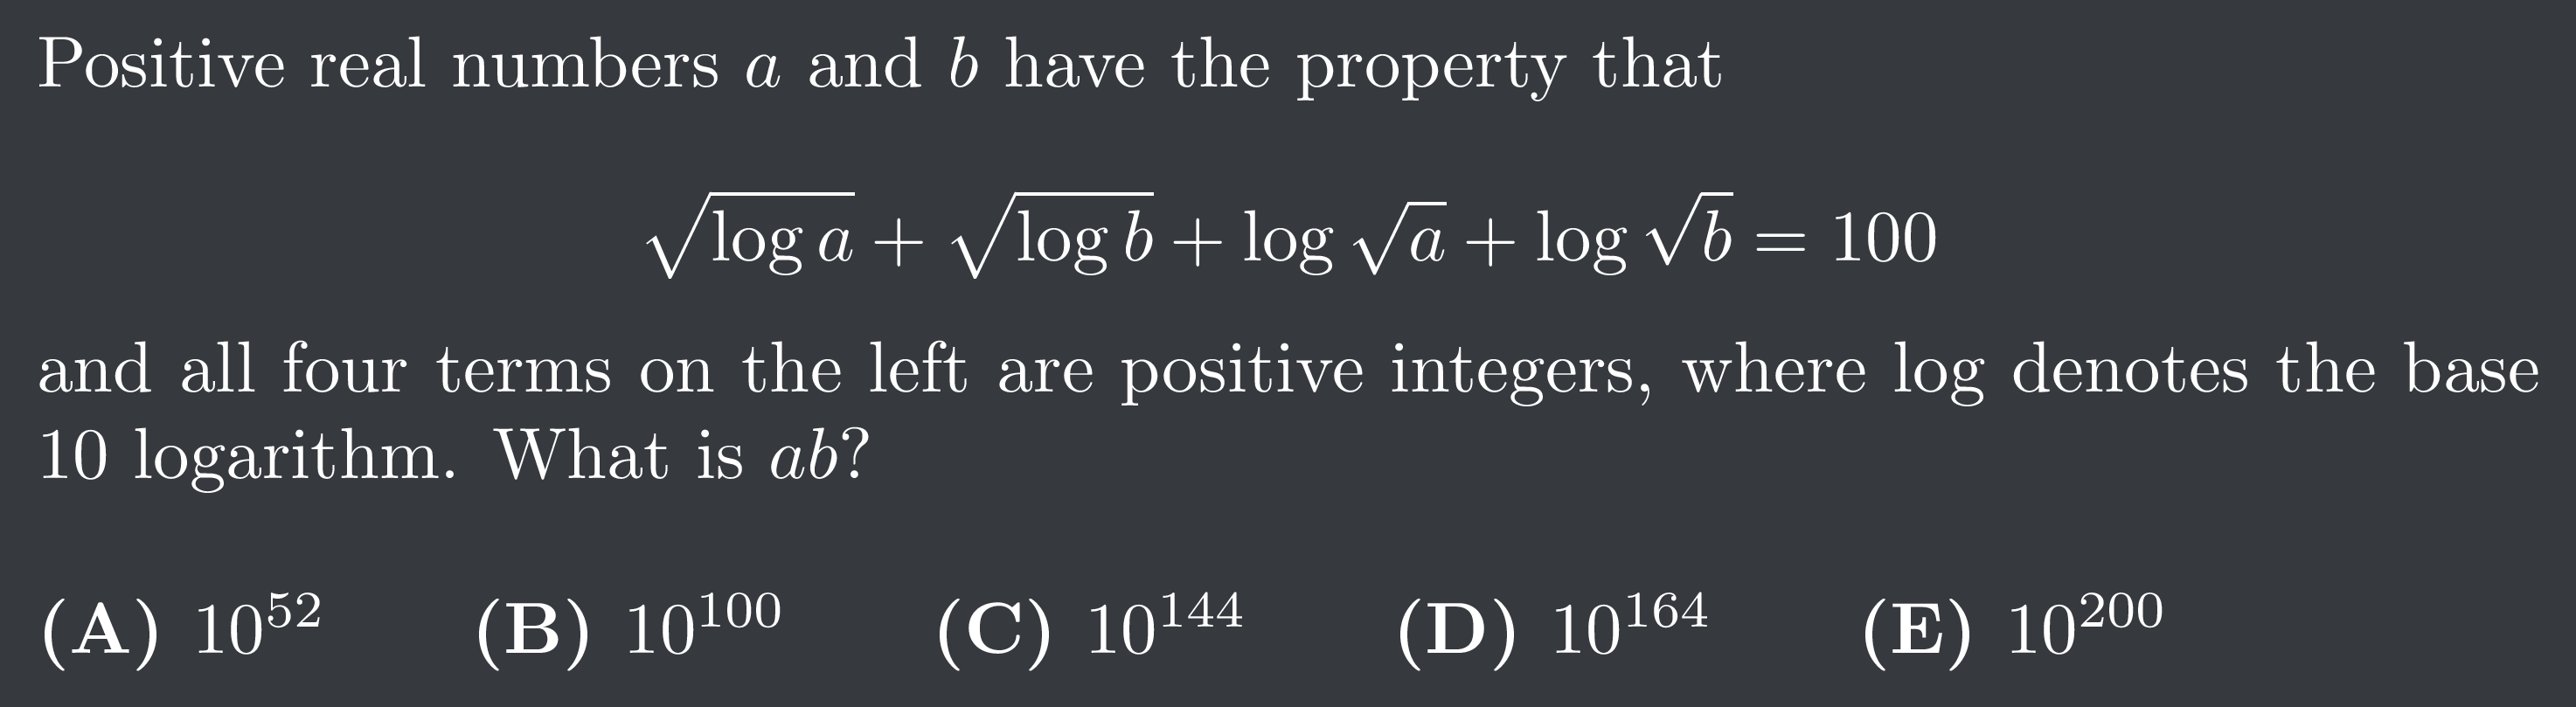 Positive real numbers a and b have the property that
√(log a) + √(log b) + log √a + log √b = 100
and all four terms on the left are positive integers, where log denotes the base
10 logarithm. What is ab?
(A) 10^52 (B) 10^100 (C) 10^144 (D) 10^164 (E) 10^200